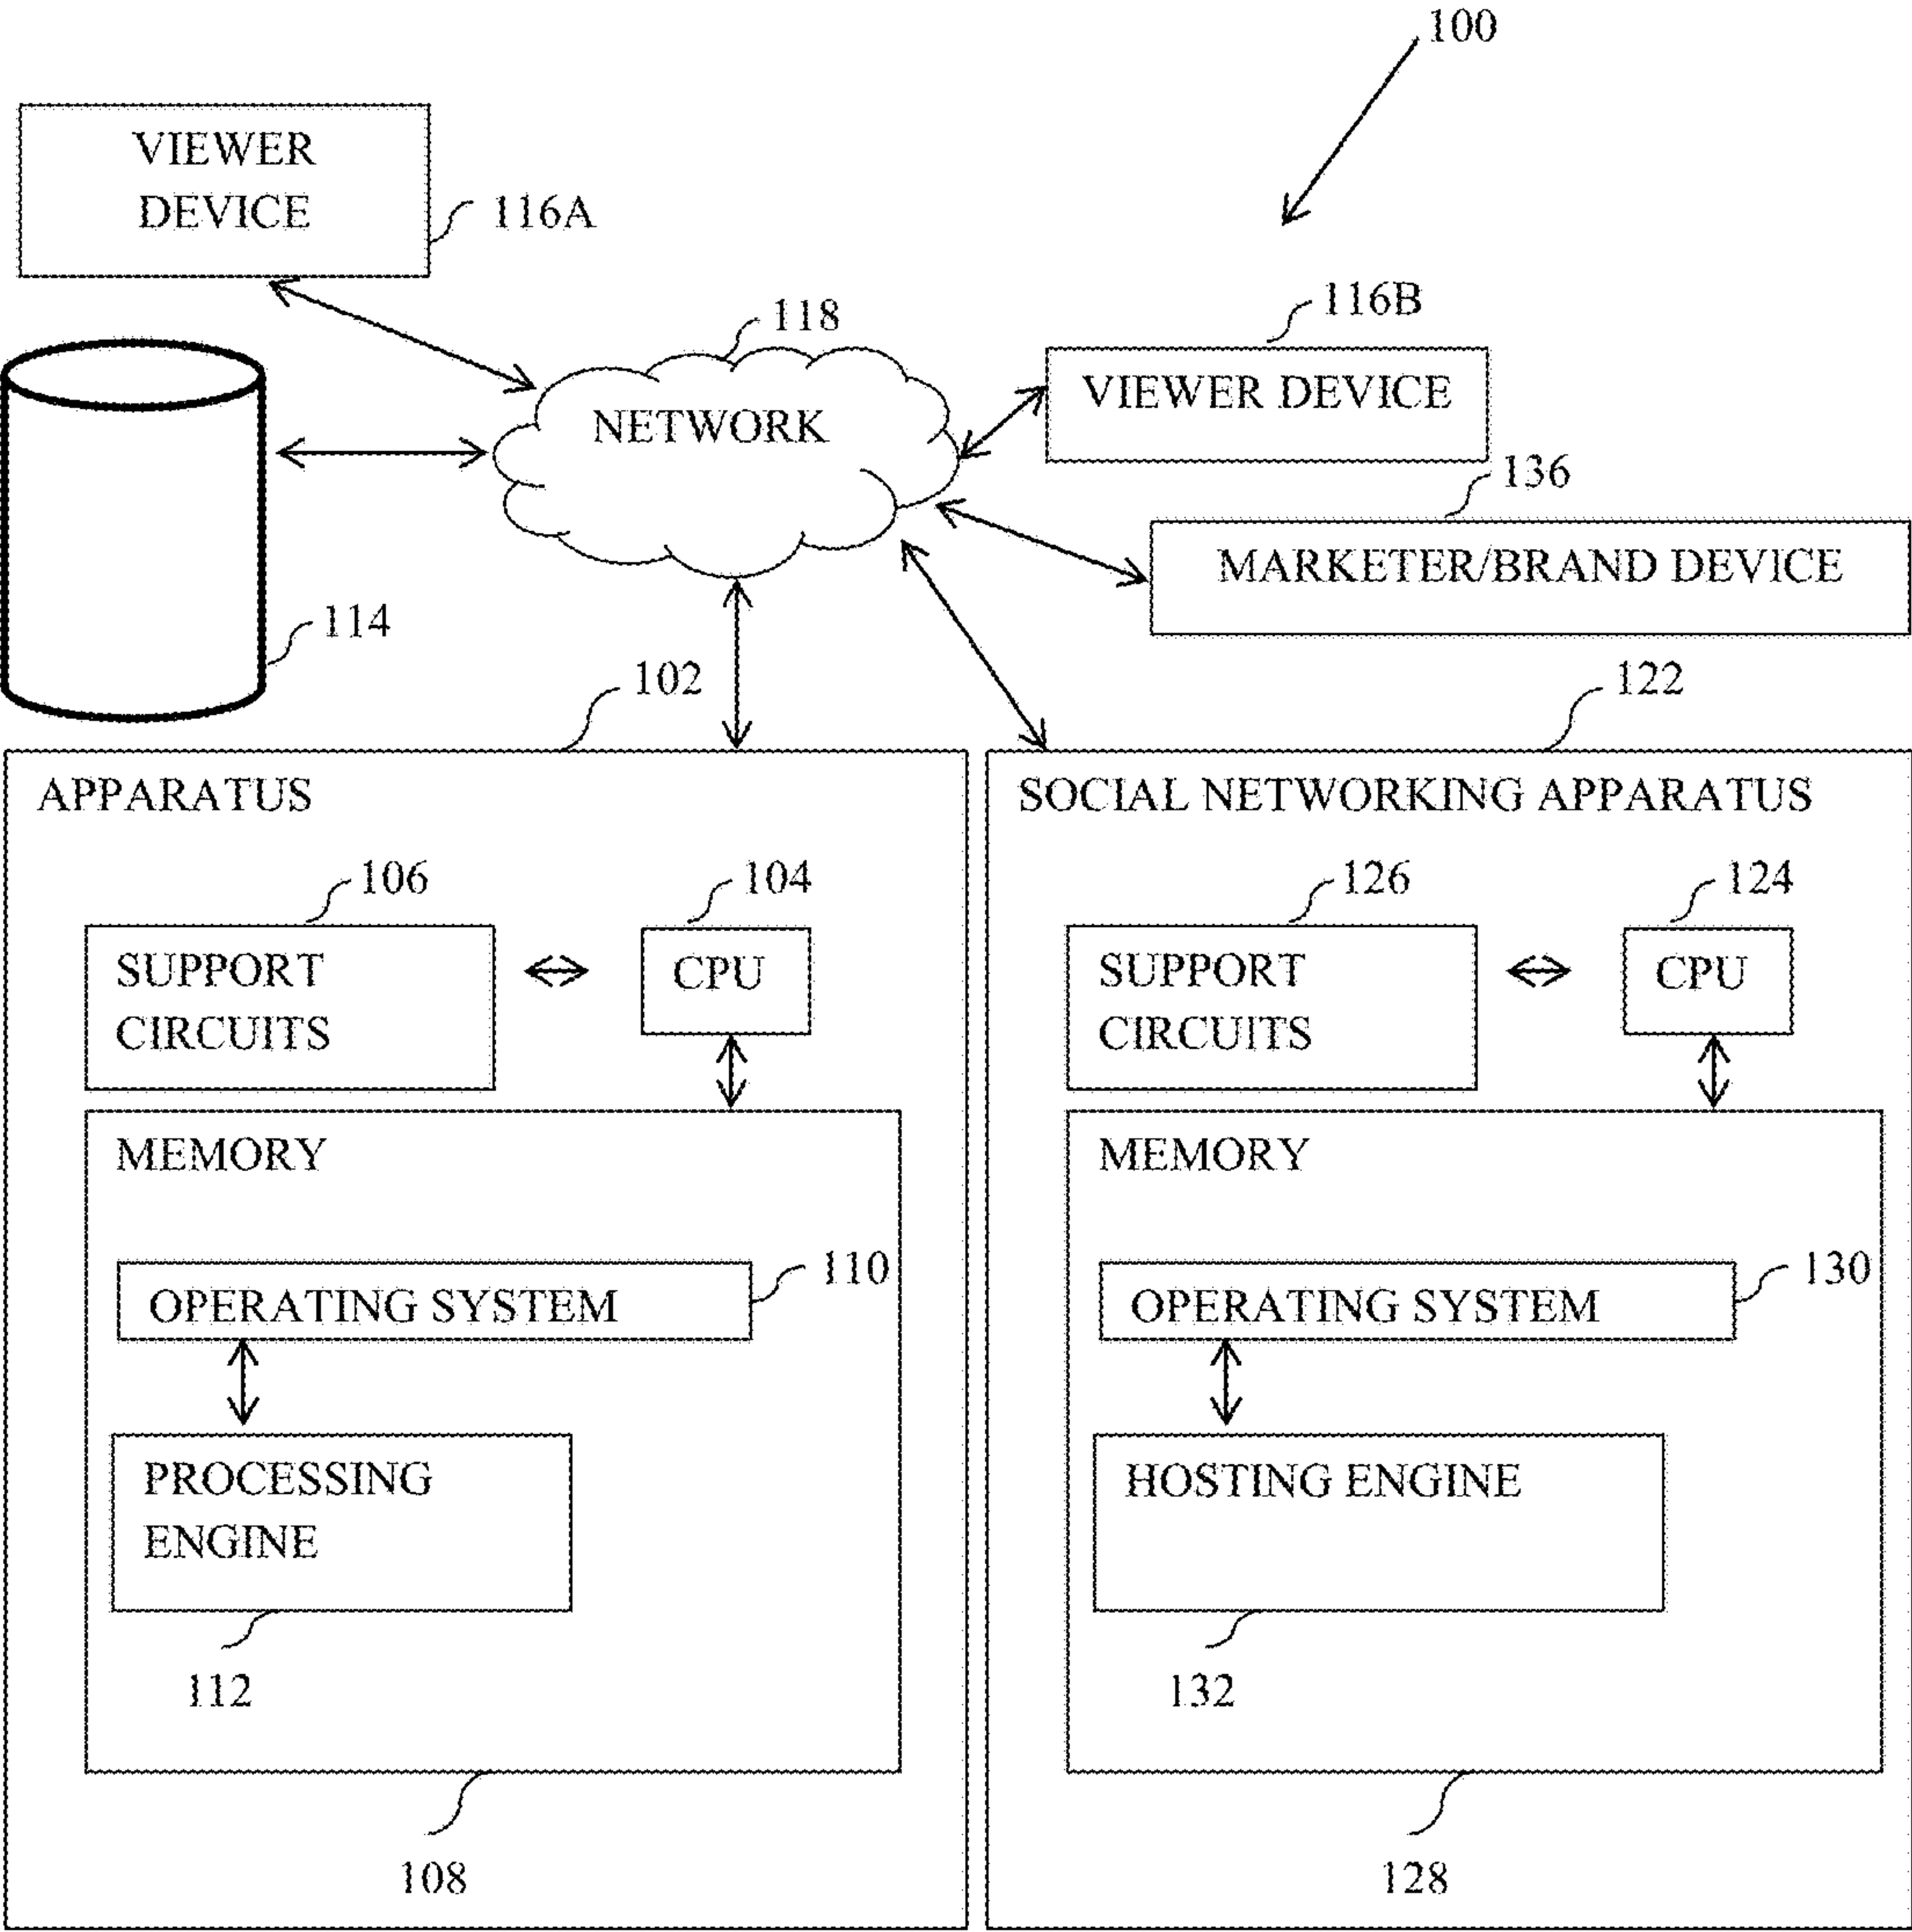 100
VIEWER
DEVICE
116A
118
116B
NETWORK
VIEWER DEVICE
136
MARKETER/BRAND DEVICE
114
102
122
APPARATUS
106
104
SUPPORT
CIRCUITS
CPU
MEMORY
110
OPERATING SYSTEM
PROCESSING
ENGINE
112
108
SOCIAL NETWORKING APPARATUS
126
124
SUPPORT
CIRCUITS
CPU
MEMORY
130
OPERATING SYSTEM
HOSTING ENGINE
132
128